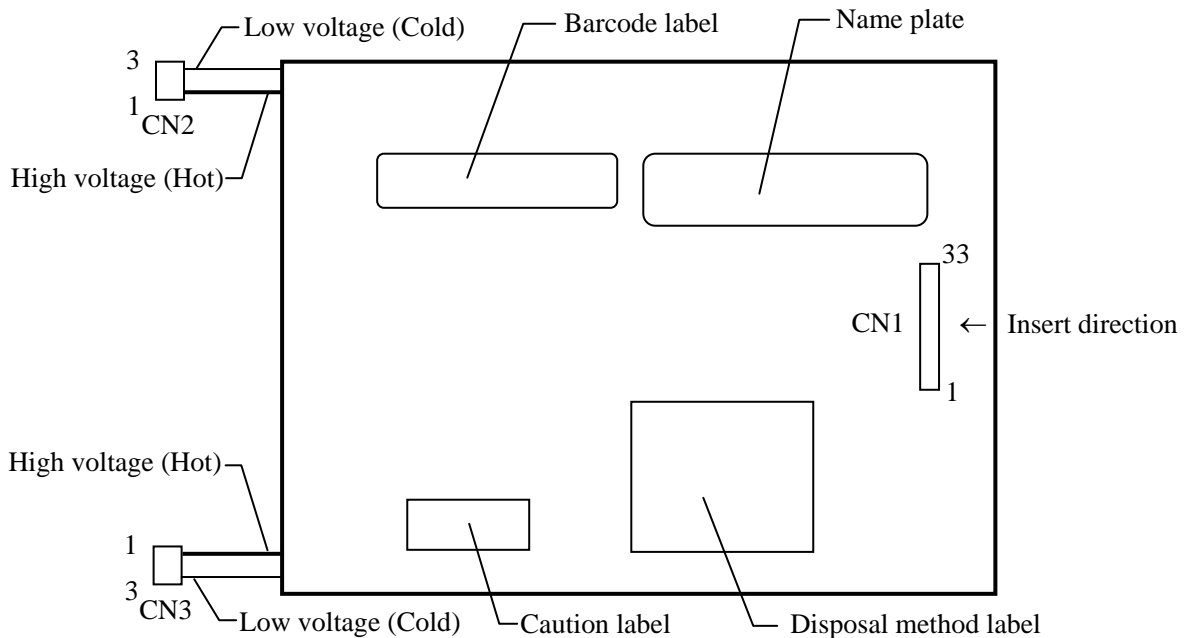 Low voltage (Cold)
Barcode label
Name plate
3
1
CN2
High voltage (Hot)
33
CN1
← Insert direction
1
High voltage (Hot)
1
3
CN3
Low voltage (Cold)
Caution label
Disposal method label